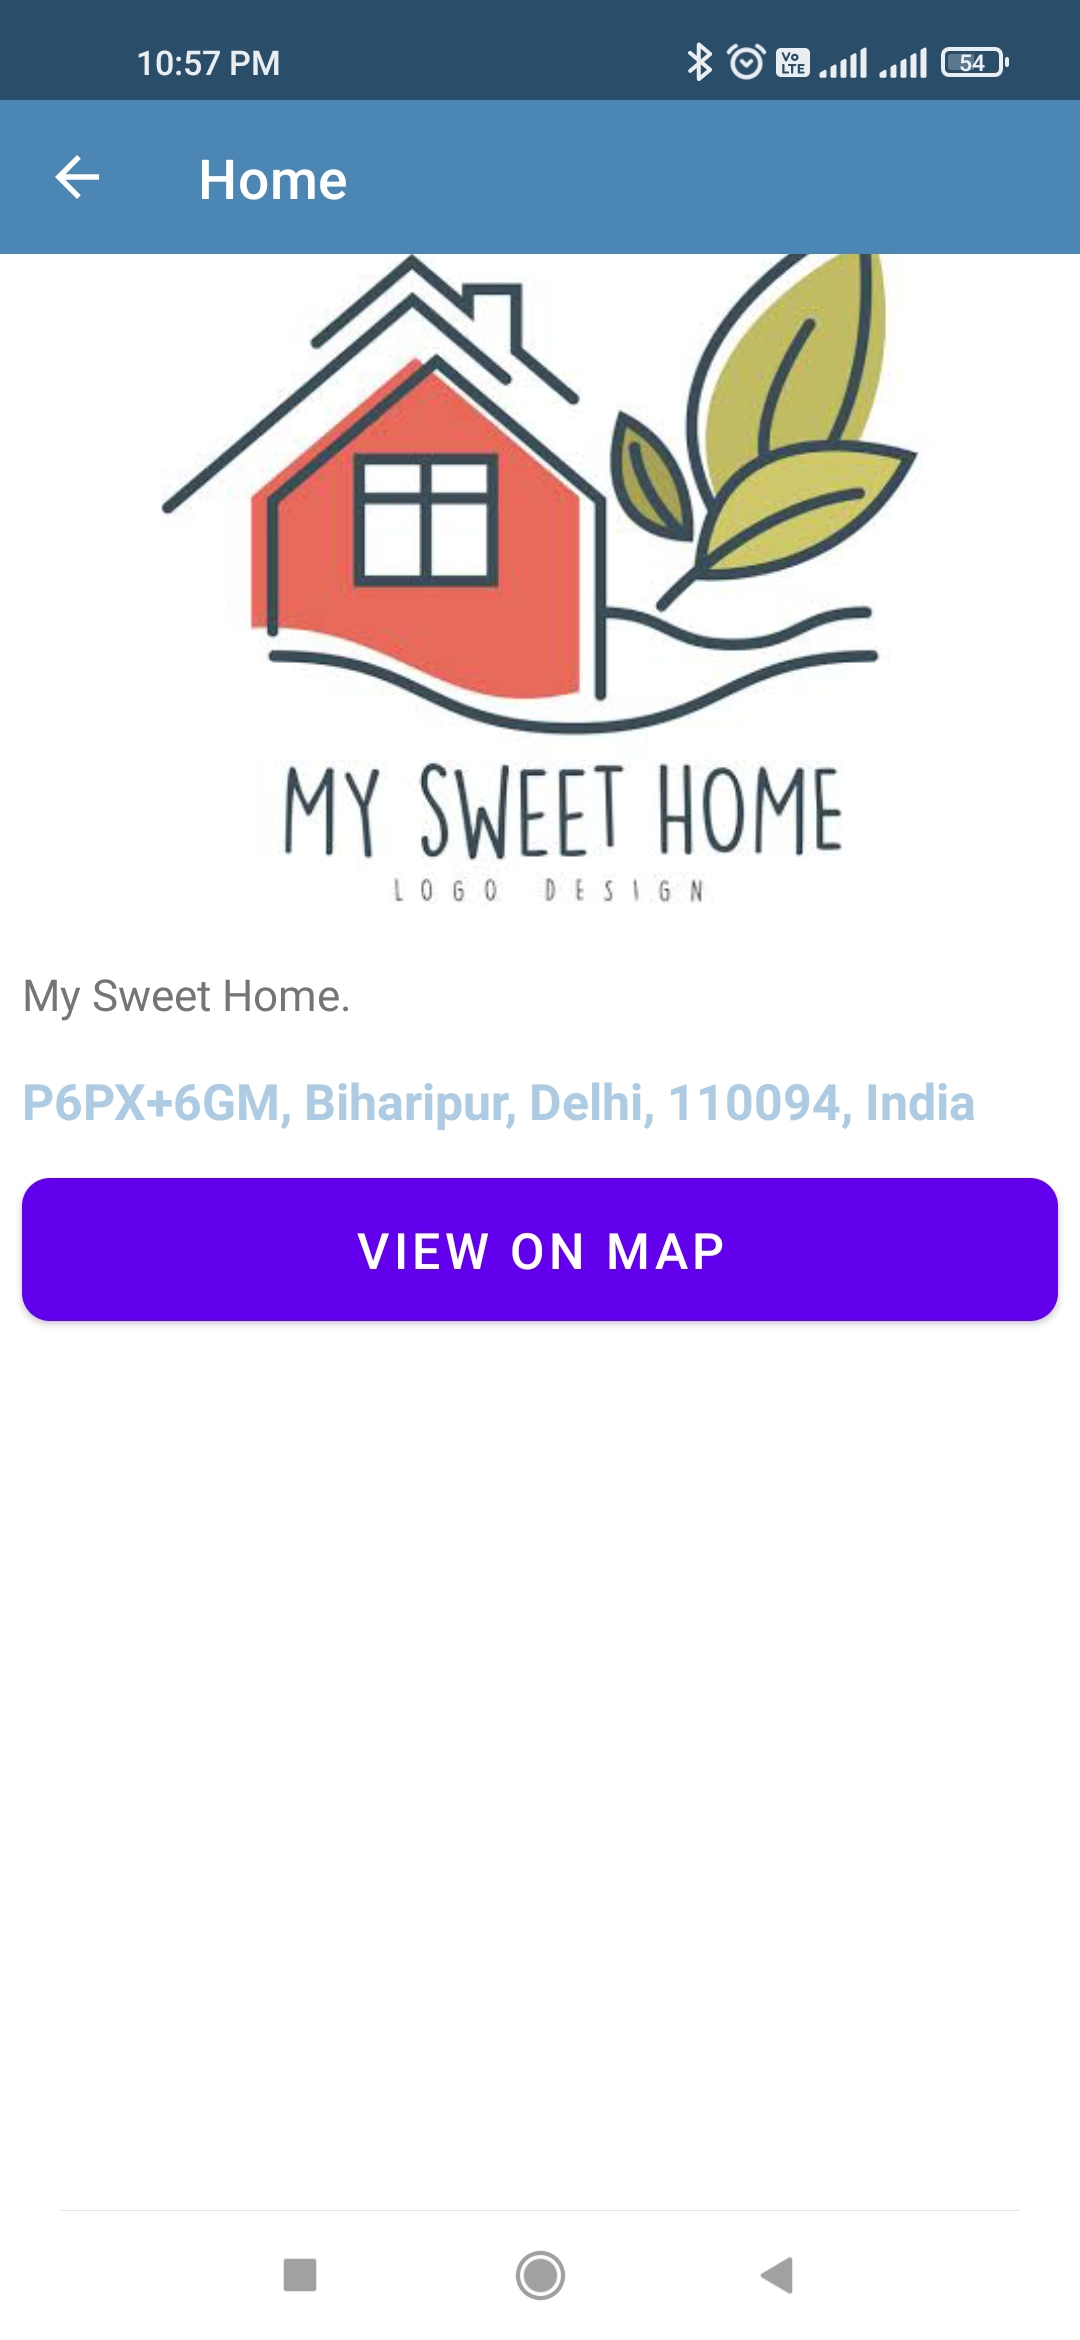 10:57 PM
Vo
LTE
54
Home
MY SWEET HOME
LOGO DESIGN
My Sweet Home.
P6PX+6GM, Biharipur, Delhi, 110094, India
VIEW ON MAP